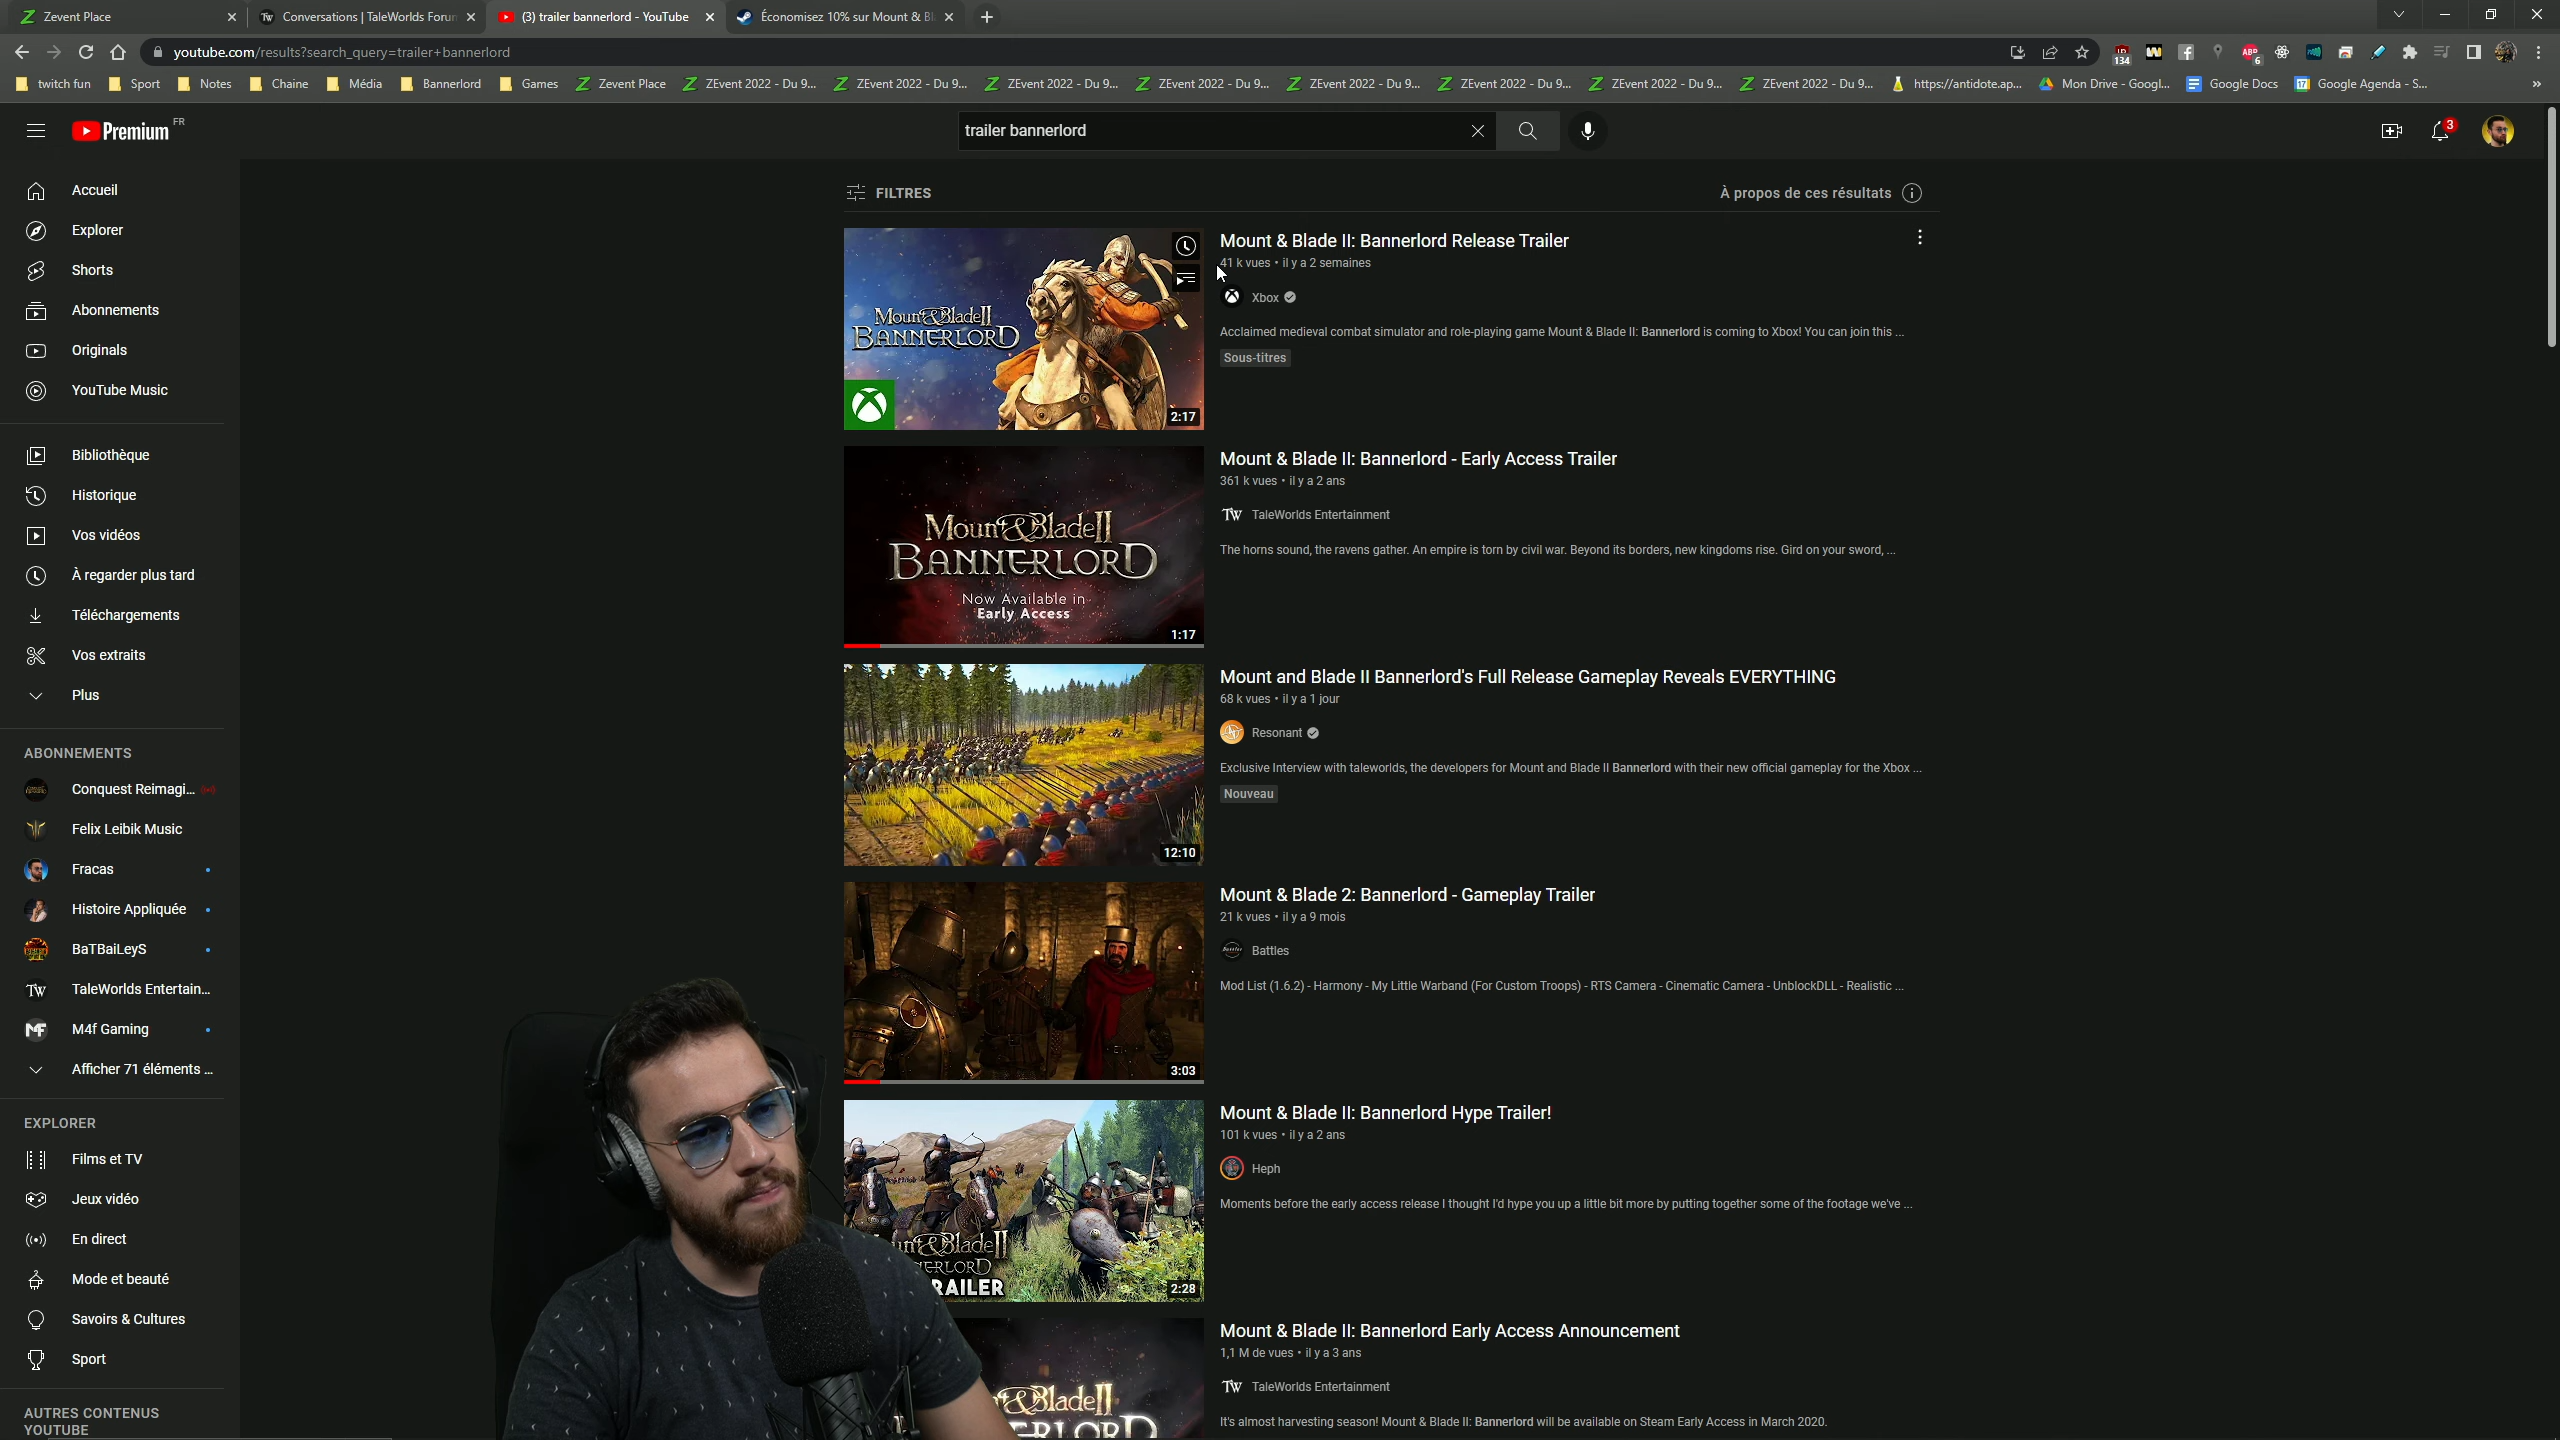 Zevent Place
Conversations | TaleWorlds Forum
(3) trailer bannerlord - YouTube
Économisez 10% sur Mount & Bl
youtube.com/results?search_query=trailer+bannerlord
134
6
twitch fun
Sport
Notes
Chaine
Média
Bannerlord
Games
Zevent Place
ZEvent 2022 - Du 9...
ZEvent 2022 - Du 9...
ZEvent 2022 - Du 9...
ZEvent 2022 - Du 9...
ZEvent 2022 - Du 9...
ZEvent 2022 - Du 9...
ZEvent 2022 - Du 9...
ZEvent 2022 - Du 9...
https://antidote.ap...
Mon Drive - Googl...
Google Docs
Google Agenda - S...
Premium FR
trailer bannerlord
3
Accueil
Explorer
Shorts
Abonnements
Originals
YouTube Music
Bibliothèque
Historique
Vos vidéos
À regarder plus tard
Téléchargements
Vos extraits
Plus
ABONNEMENTS
Conquest Reimagi...
Felix Leibik Music
Fracas
Histoire Appliquée
BaTBaiLeyS
TaleWorlds Entertain...
M4f Gaming
Afficher 71 éléments ...
EXPLORER
Films et TV
Jeux vidéo
En direct
Mode et beauté
Savoirs & Cultures
Sport
AUTRES CONTENUS
YOUTUBE
FILTRES
À propos de ces résultats
Mount & Blade II
BANNERLORD
2:17
Mount & Blade II: Bannerlord Release Trailer
41 k vues • il y a 2 semaines
Xbox
Acclaimed medieval combat simulator and role-playing game Mount & Blade II: Bannerlord is coming to Xbox! You can join this ...
Sous-titres
Mount & Blade II
BANNERLORD
Now Available in
Early Access
1:17
Mount & Blade II: Bannerlord - Early Access Trailer
361 k vues • il y a 2 ans
TW TaleWorlds Entertainment
The horns sound, the ravens gather. An empire is torn by civil war. Beyond its borders, new kingdoms rise. Gird on your sword, ...
12:10
Mount and Blade II Bannerlord's Full Release Gameplay Reveals EVERYTHING
68 k vues • il y a 1 jour
Resonant
Exclusive Interview with taleworlds, the developers for Mount and Blade II Bannerlord with their new official gameplay for the Xbox ...
Nouveau
3:03
Mount & Blade 2: Bannerlord - Gameplay Trailer
21 k vues • il y a 9 mois
Battles
Mod List (1.6.2) - Harmony - My Little Warband (For Custom Troops) - RTS Camera - Cinematic Camera - UnblockDLL - Realistic ...
unt & Blade II
ERLORD
RAILER
2:28
Mount & Blade II: Bannerlord Hype Trailer!
101 k vues • il y a 2 ans
Heph
Moments before the early access release I thought I'd hype you up a little bit more by putting together some of the footage we've ...
& Blade II
ERLORD
Mount & Blade II: Bannerlord Early Access Announcement
1,1 M de vues • il y a 3 ans
TW TaleWorlds Entertainment
It's almost harvesting season! Mount & Blade II: Bannerlord will be available on Steam Early Access in March 2020.